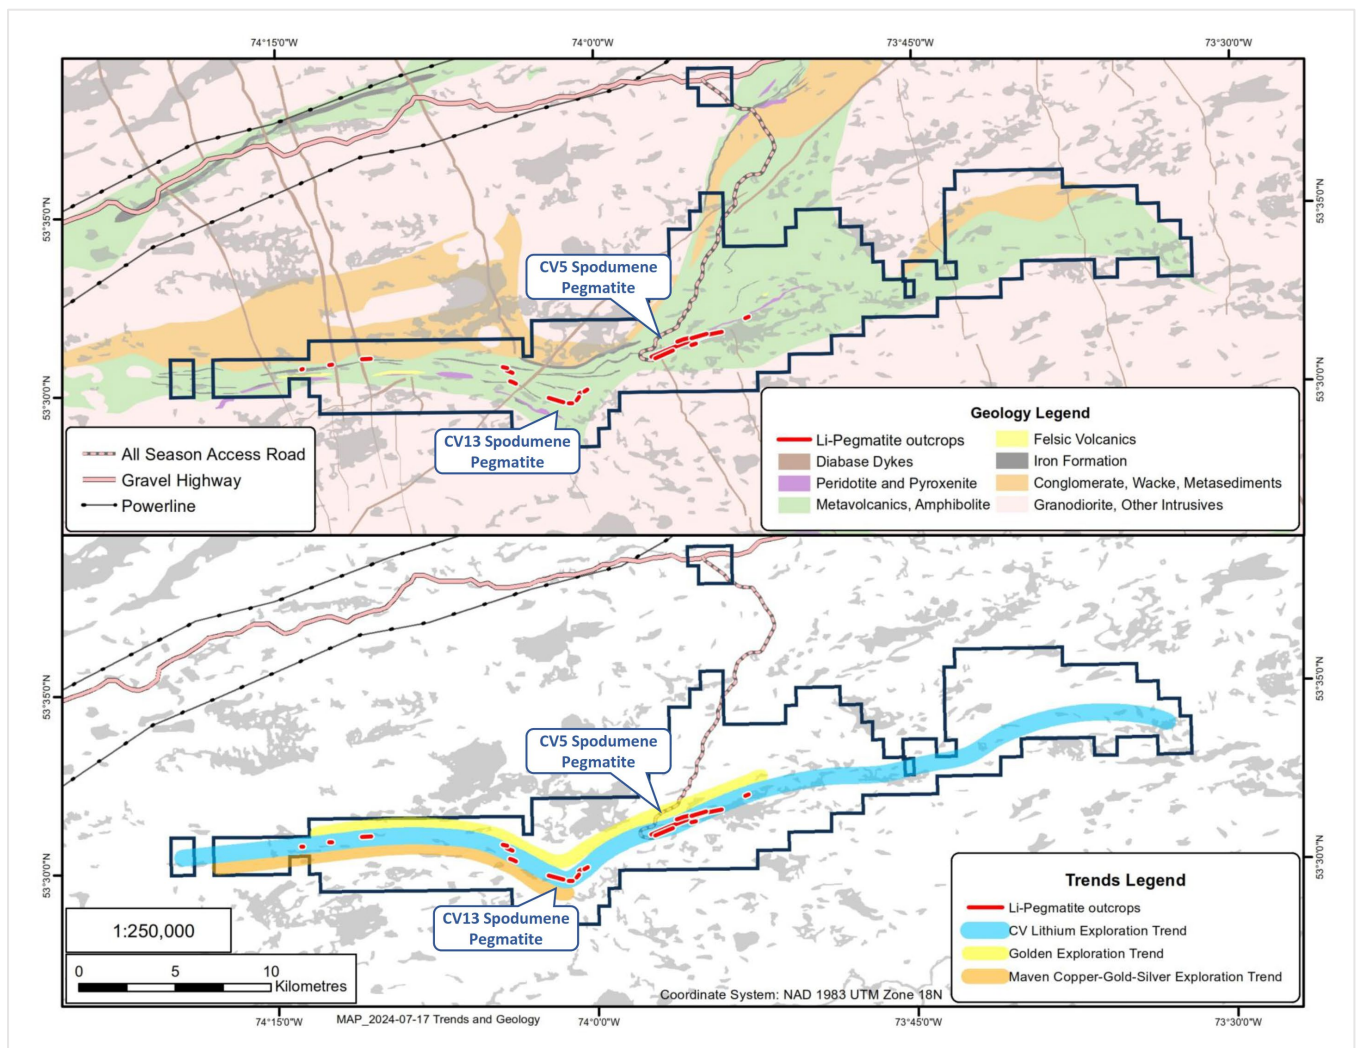 74°15'0"W
74°0'0"W
73°45'0"W
73°30'0"W
53°35'0"N
53°35'0"N
CV5 Spodumene
Pegmatite
53°30'0"N
53°30'0"N
CV13 Spodumene
Pegmatite
All Season Access Road
Gravel Highway
Powerline
Geology Legend
Li-Pegmatite outcrops
Diabase Dykes
Peridotite and Pyroxenite
Metavolcanics, Amphibolite
Felsic Volcanics
Iron Formation
Conglomerate, Wacke, Metasediments
Granodiorite, Other Intrusives
53°35'0"N
53°35'0"N
CV5 Spodumene
Pegmatite
53°30'0"N
53°30'0"N
CV13 Spodumene
Pegmatite
1:250,000
0 5 10
Kilometres
Trends Legend
Li-Pegmatite outcrops
CV Lithium Exploration Trend
Golden Exploration Trend
Maven Copper-Gold-Silver Exploration Trend
Coordinate System: NAD 1983 UTM Zone 18N
74°15'0"W
MAP_2024-07-17 Trends and Geology
74°0'0"W
73°45'0"W
73°30'0"W